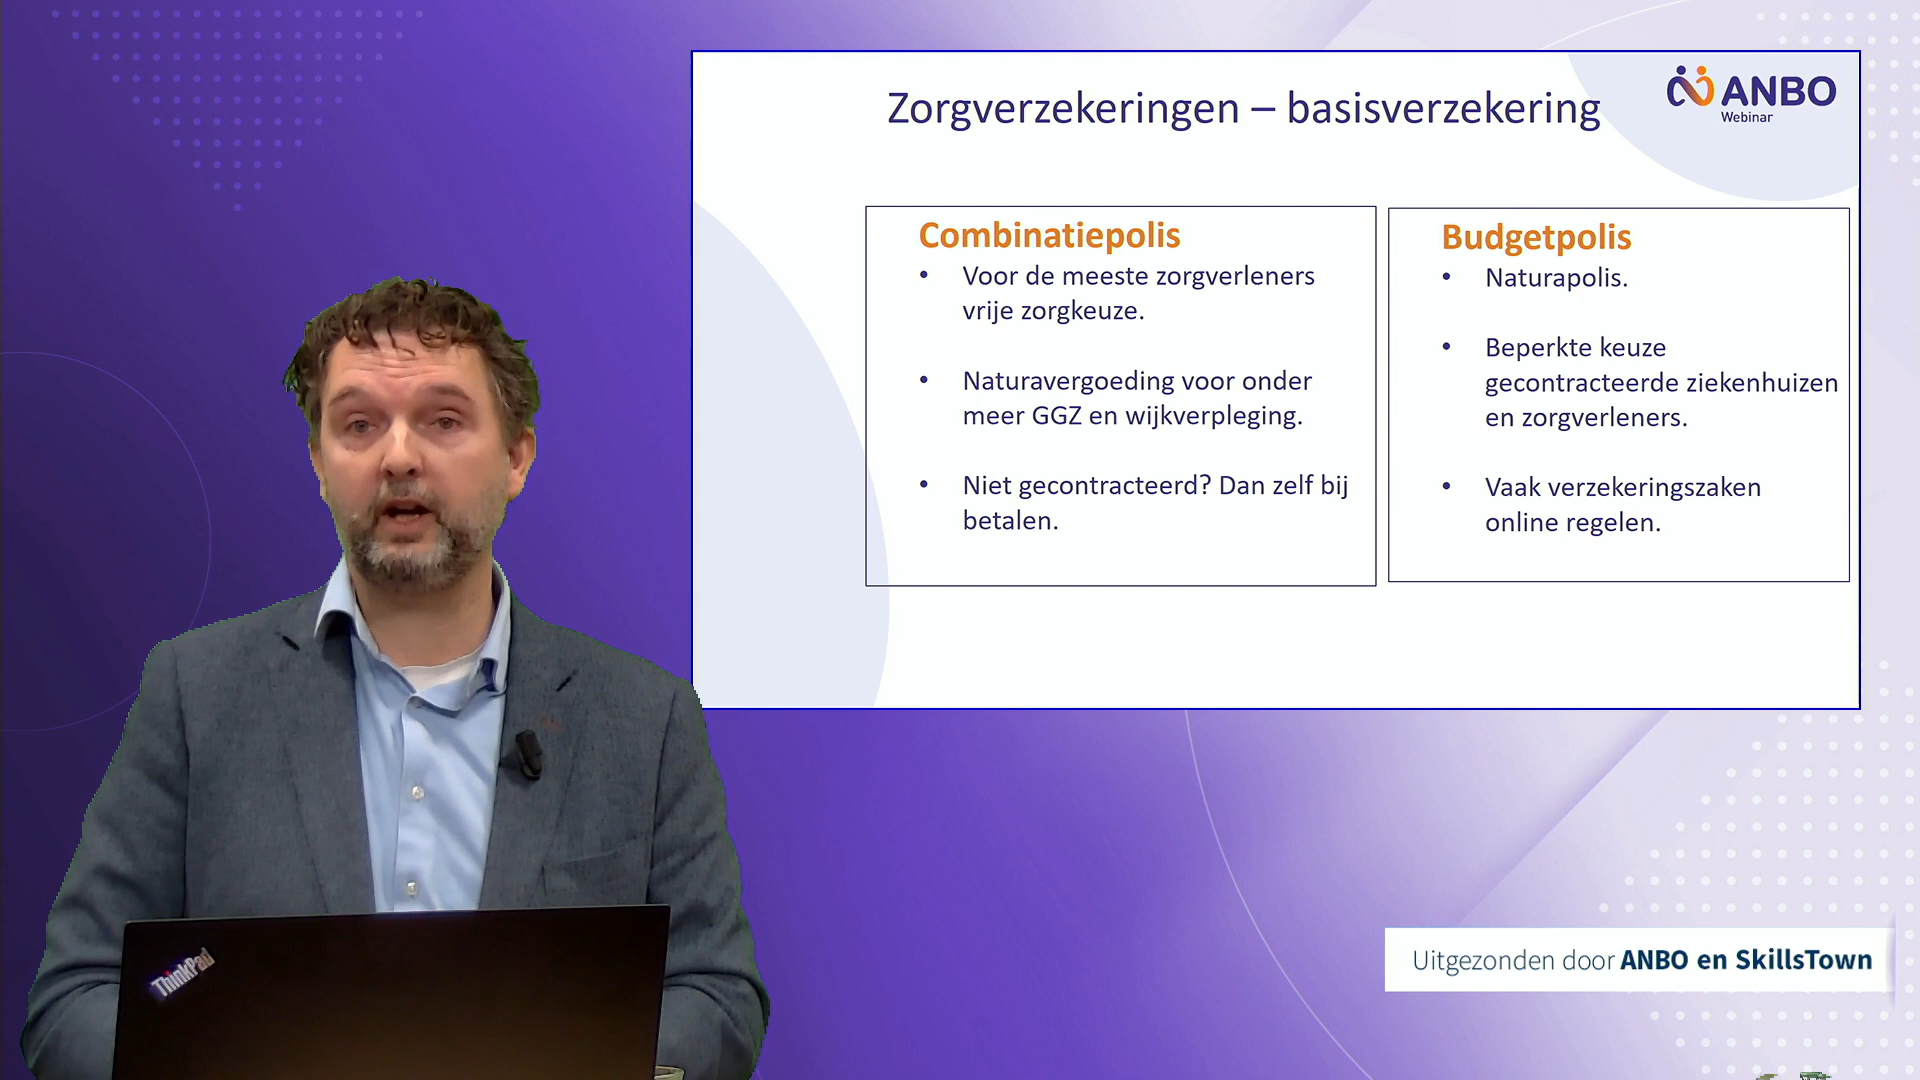 Zorgverzekeringen – basisverzekering
ANBO
Webinar
Combinatiepolis
• Voor de meeste zorgverleners
vrije zorgkeuze.
• Naturavergoeding voor onder
meer GGZ en wijkverpleging.
• Niet gecontracteerd? Dan zelf bij
betalen.
Budgetpolis
• Naturapolis.
• Beperkte keuze
gecontracteerde ziekenhuizen
en zorgverleners.
• Vaak verzekeringszaken
online regelen.
ThinkPad
Uitgezonden door ANBO en SkillsTown